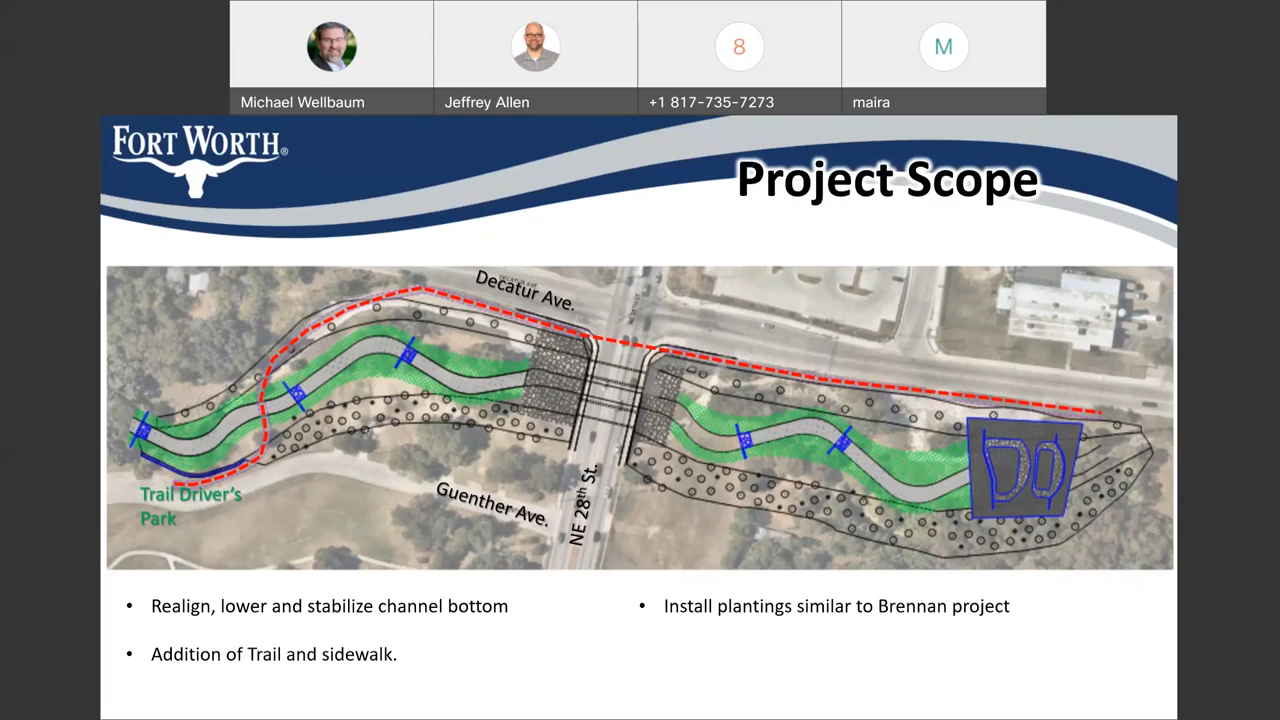 8
M
Michael Wellbaum
Jeffrey Allen
+1 817-735-7273
maira
FORT WORTH®
Project Scope
Decatur Ave.
Trail Driver's
Park
Guenther Ave.
NE 28th St.
• Realign, lower and stabilize channel bottom
• Install plantings similar to Brennan project
• Addition of Trail and sidewalk.